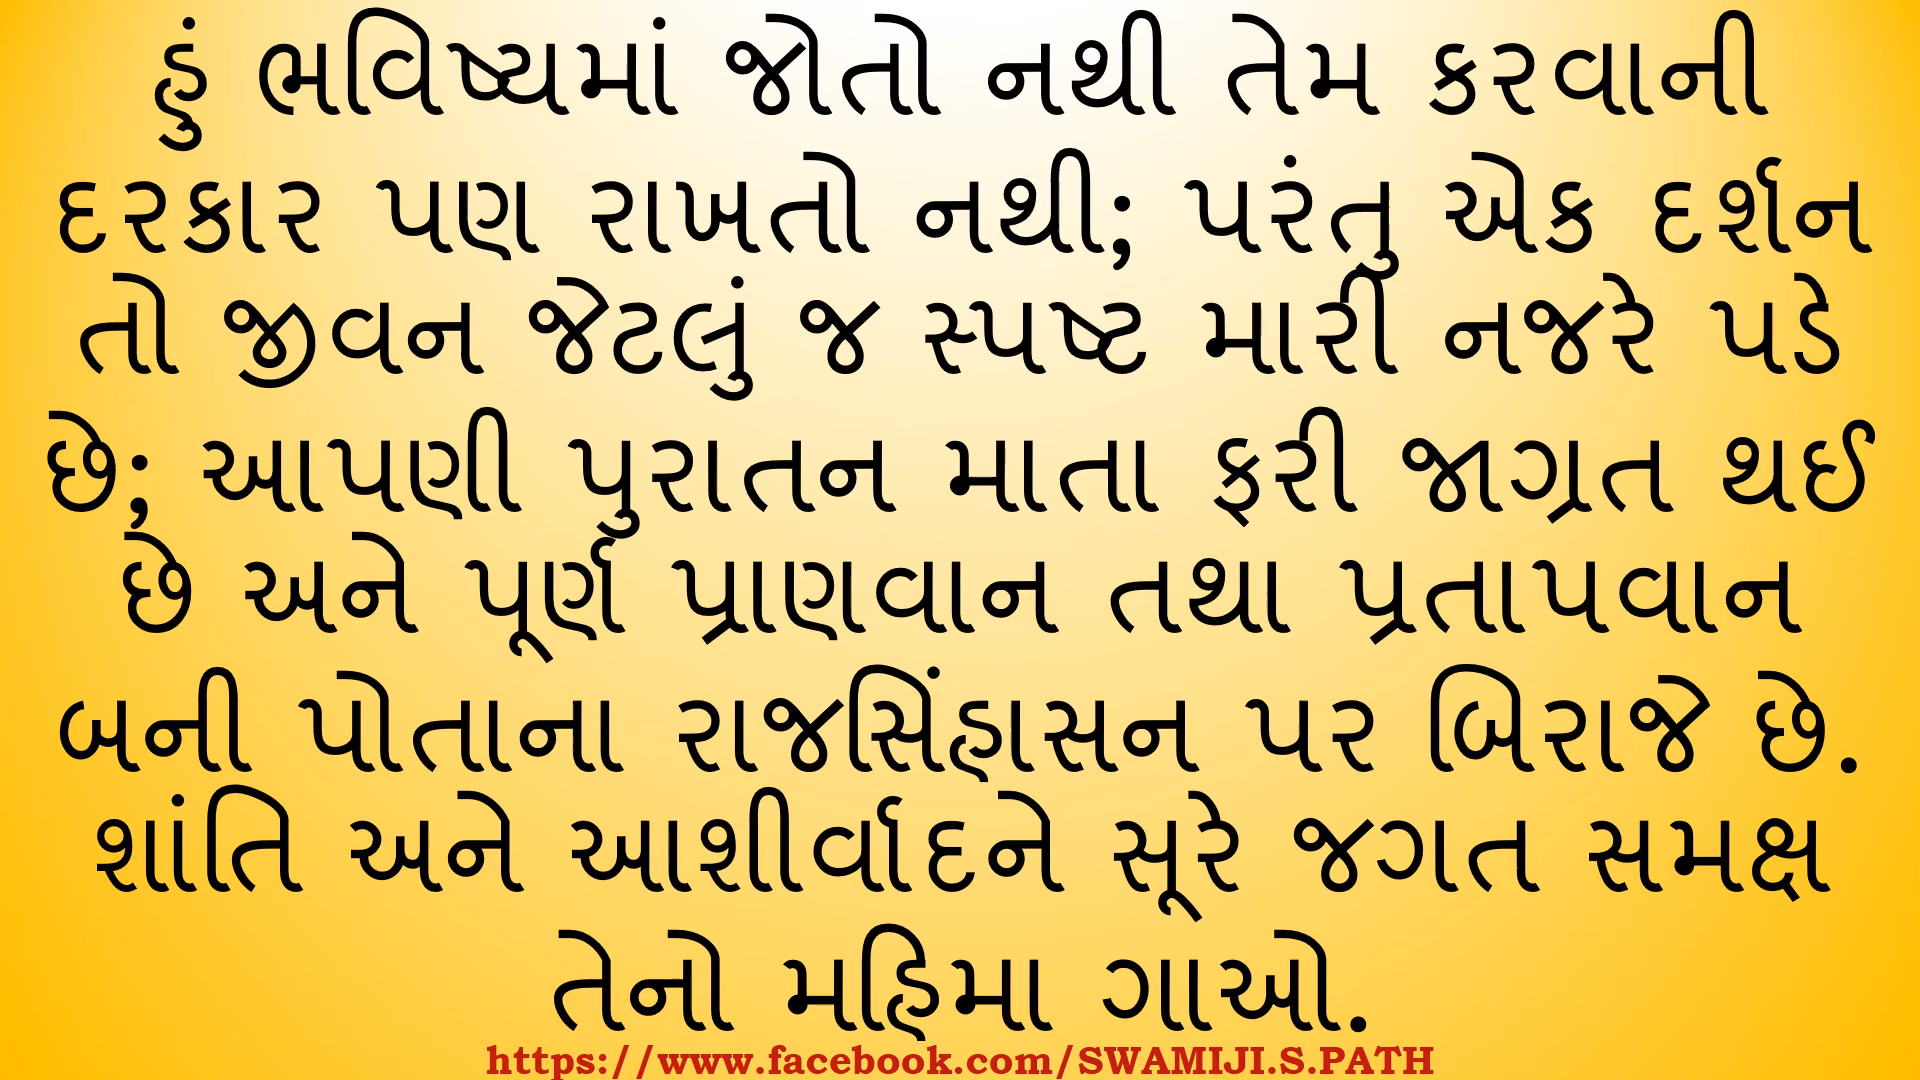 હું ભવિષ્યમાં જોતો નથી તેમ કરવાની
દરકાર પણ રાખતો નથી; પરંતુ એક દર્શન
તો જીવન જેટલું જ સ્પષ્ટ મારી નજરે પડે
છે; આપણી પુરાતન માતા ફરી જાગ્રત થઈ
છે અને પૂર્ણ પ્રાણવાન તથા પ્રતાપવાન
બની પોતાના રાજસિંહાસન પર બિરાજે છે.
શાંતિ અને આશીર્વાદને સૂરે જગત સમક્ષ
તેનો મહિમા ગાઓ.
https://www.facebook.com/SWAMIJI.S.PATH